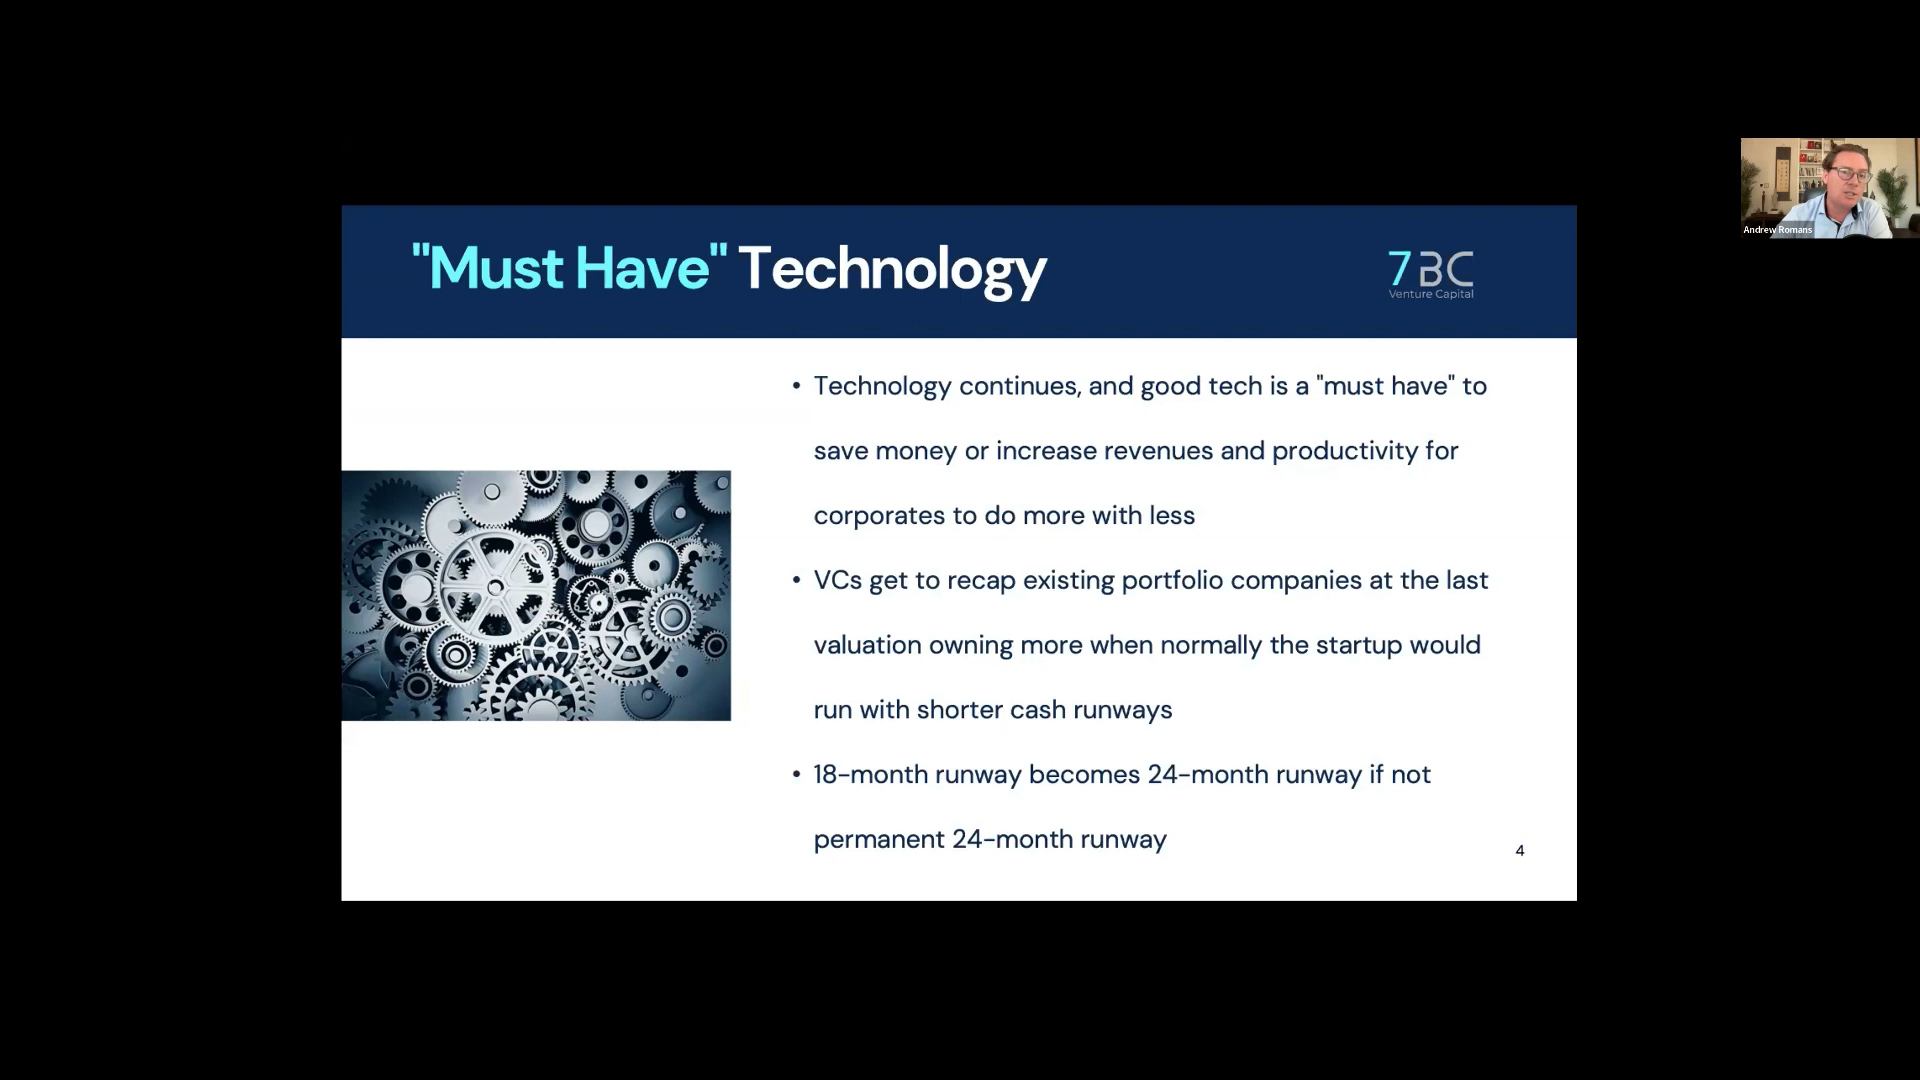 "Must Have" Technology
7BC
Venture Capital
Andrew Romans
• Technology continues, and good tech is a "must have" to
save money or increase revenues and productivity for
corporates to do more with less
• VCs get to recap existing portfolio companies at the last
valuation owning more when normally the startup would
run with shorter cash runways
• 18-month runway becomes 24-month runway if not
permanent 24-month runway
4